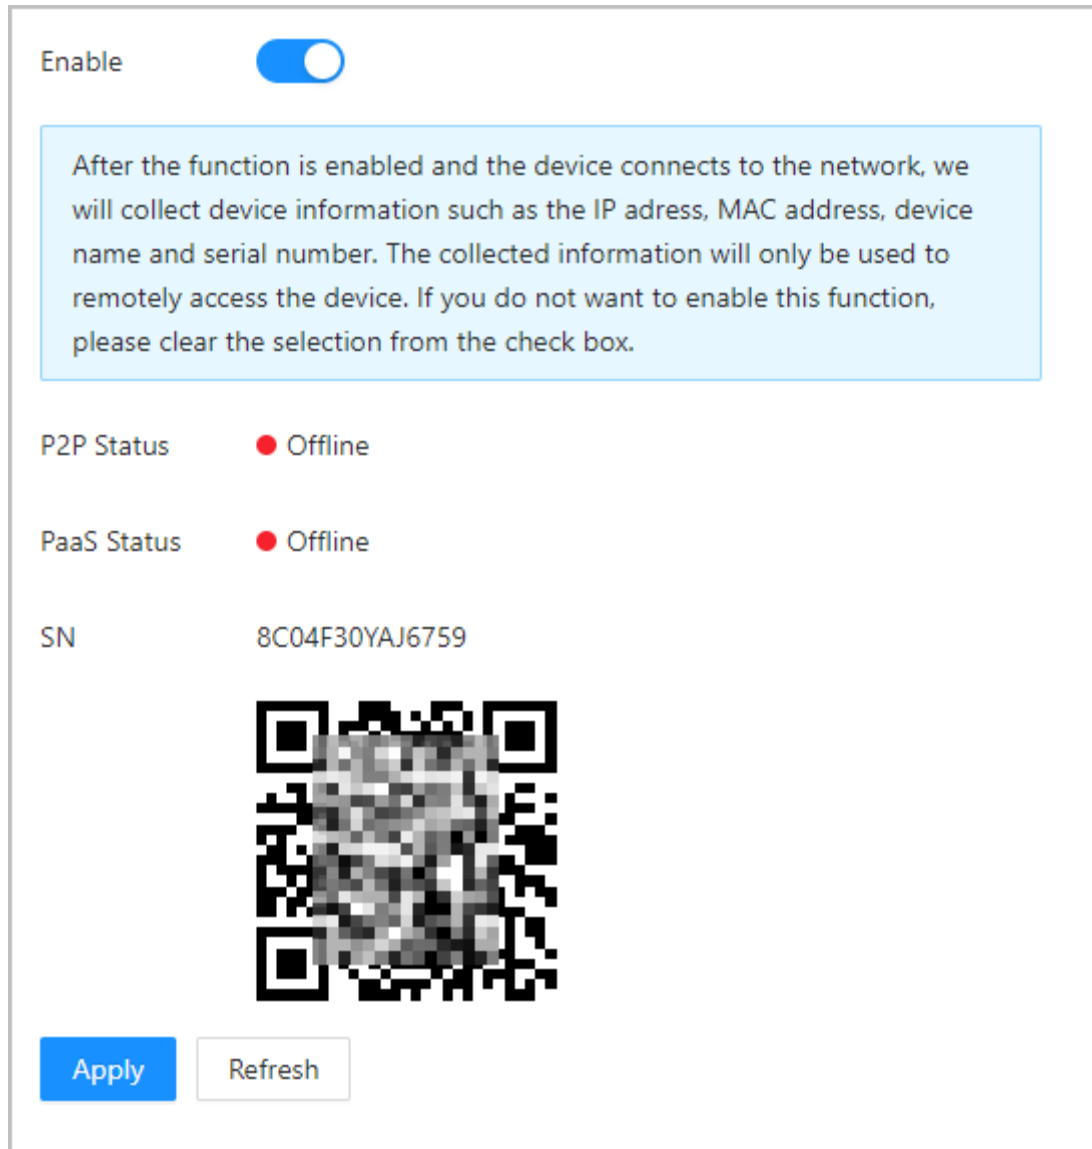 Enable
After the function is enabled and the device connects to the network, we
will collect device information such as the IP adress, MAC address, device
name and serial number. The collected information will only be used to
remotely access the device. If you do not want to enable this function,
please clear the selection from the check box.
P2P Status Offline
PaaS Status Offline
SN 8C04F30YAJ6759
Apply Refresh